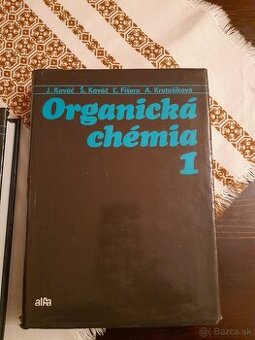 J. Kováč Š. Kováč Ľ. Fišera A. Krutošíková
Organická
chémia
1
alfa
© bazos.sk